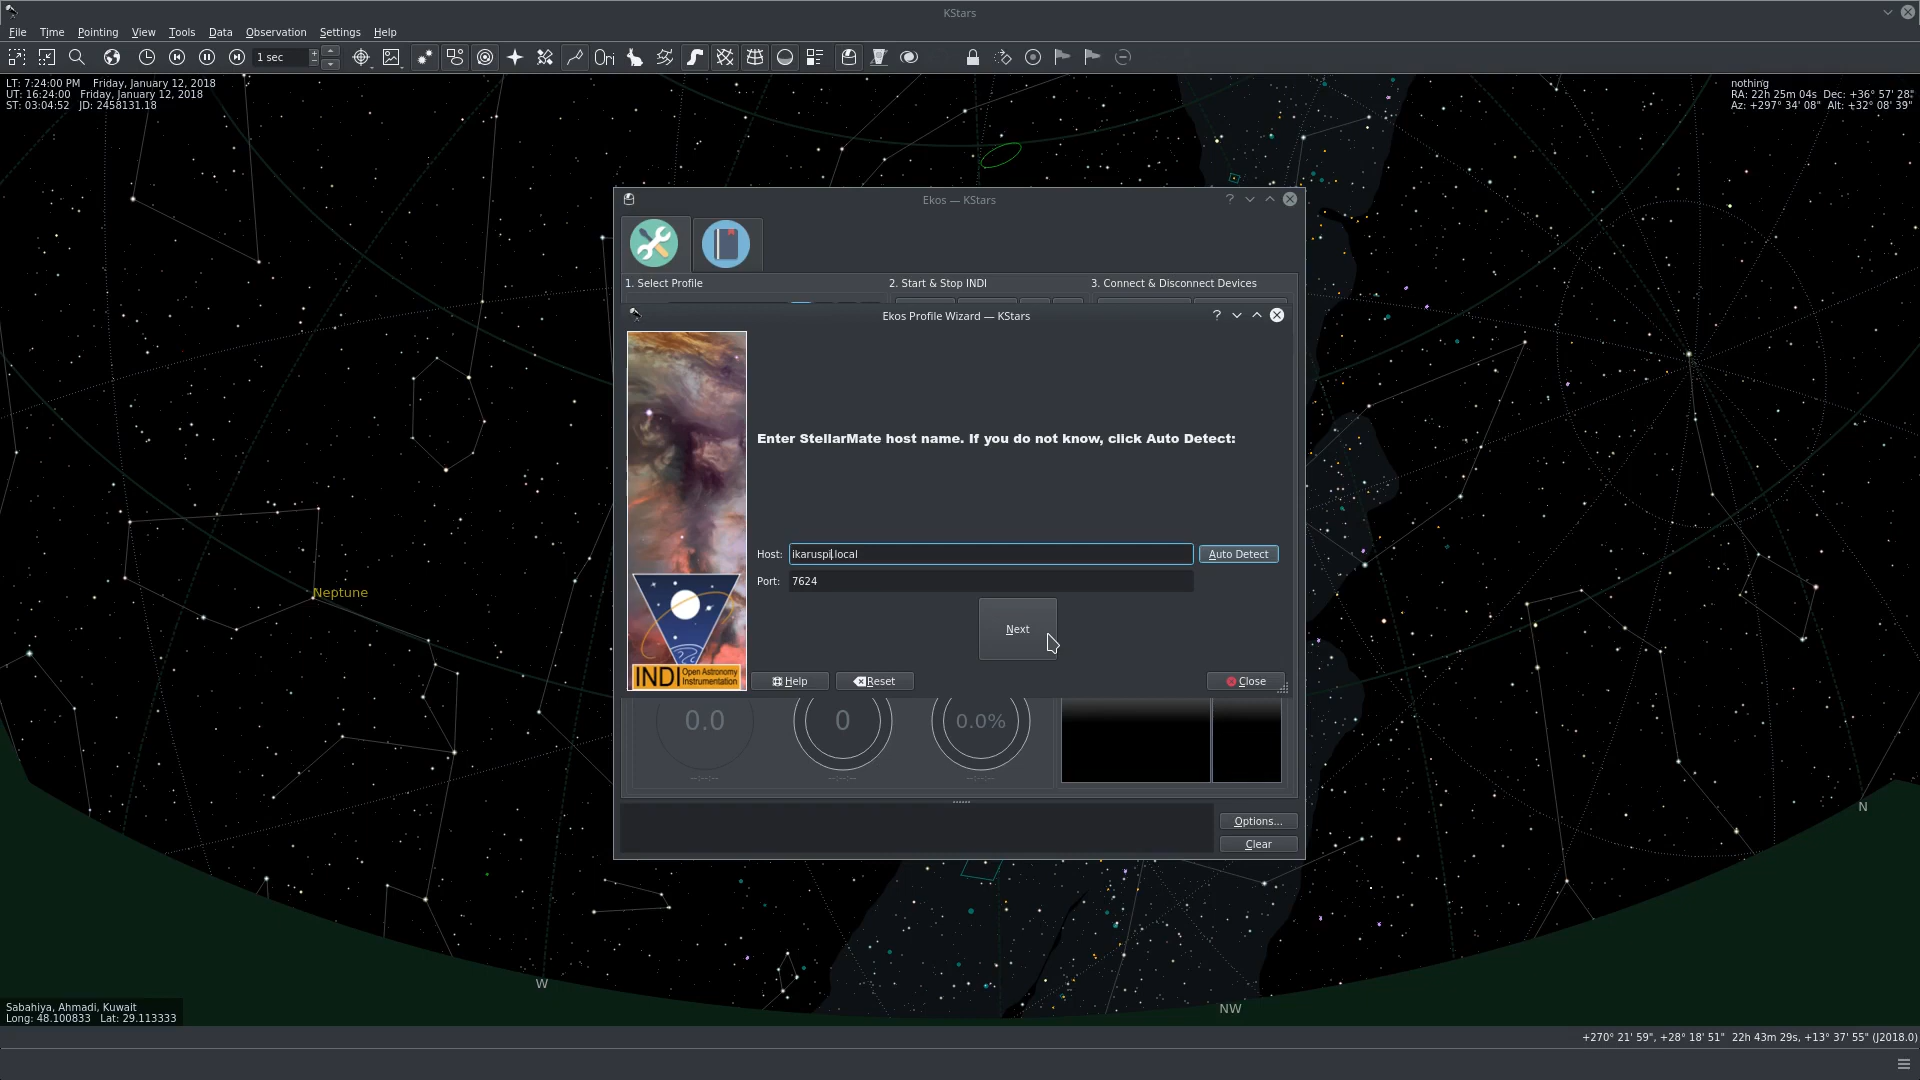 KStars
File Time Pointing View Tools Data Observation Settings Help
1 sec
Ori
LT: 7:24:00 PM Friday, January 12, 2018
UT: 16:24:00 Friday, January 12, 2018
ST: 03:04:52 JD: 2458131.18
nothing
RA: 22h 25m 04s Dec: +36° 57' 28"
Az: +297° 34' 08" Alt: +32° 08' 39"
Ekos — KStars
1. Select Profile
2. Start & Stop INDI
3. Connect & Disconnect Devices
Ekos Profile Wizard — KStars
Enter StellarMate host name. If you do not know, click Auto Detect:
Host: ikaruspi.local Auto Detect
Port: 7624
Next
INDI Open Astronomy Instrumentation
Help Reset Close
0.0 0 0.0%
--:--:-- --:--:-- --:--:--
Options...
Clear
Neptune
W
NW
N
Sabahiya, Ahmadi, Kuwait
Long: 48.100833 Lat: 29.113333
+270° 21' 59", +28° 18' 51" 22h 43m 29s, +13° 37' 55" (J2018.0)